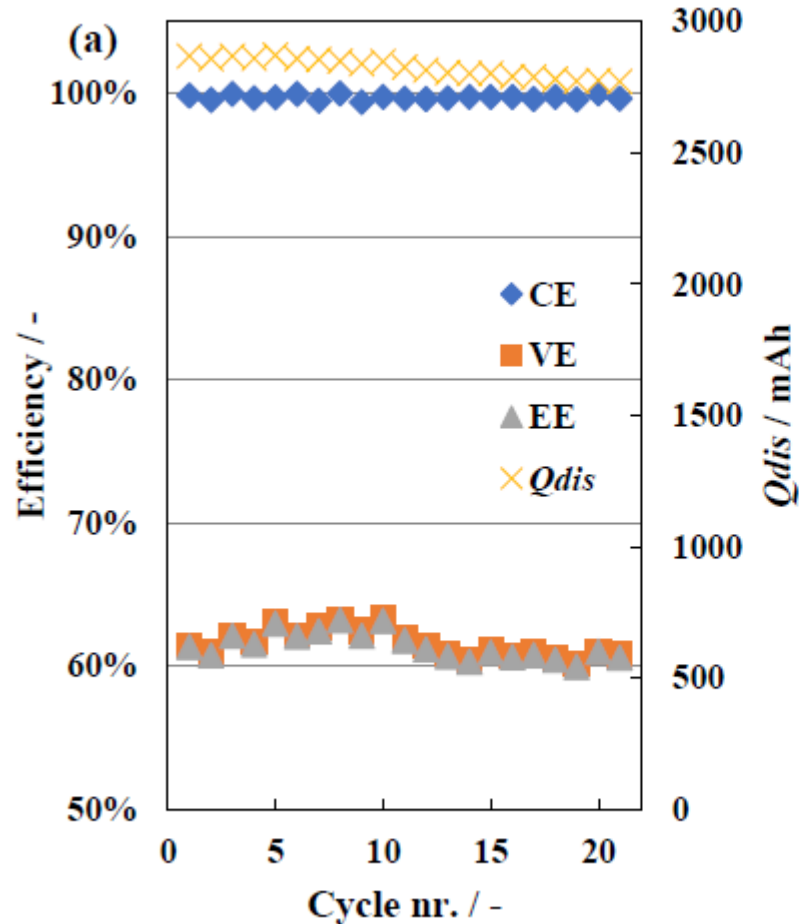 (a)
100%
90%
80%
70%
60%
50%
Efficiency / -
3000
2500
2000
1500
1000
500
0
Qdis / mAh
CE
VE
EE
Qdis
0 5 10 15 20
Cycle nr. / -